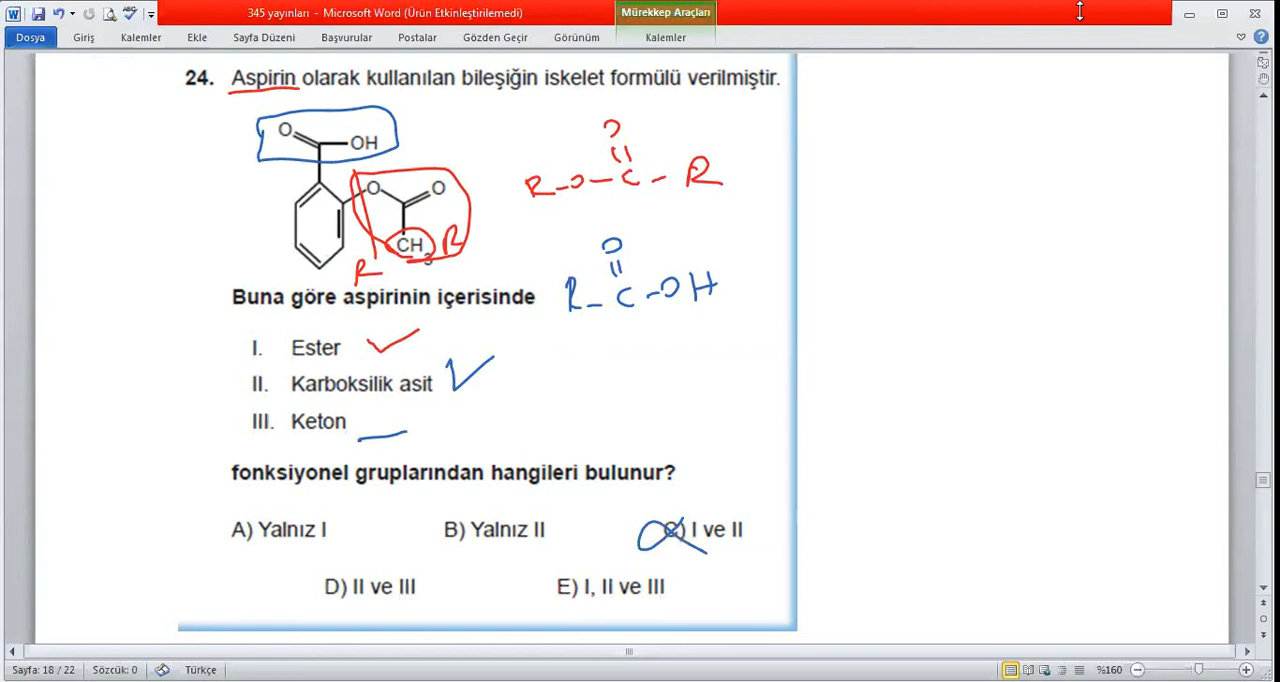 345 yayınları - Microsoft Word (Ürün Etkinleştirilemedi)
Mürekkep Araçları
Dosya Giriş Kalemler Ekle Sayfa Düzeni Başvurular Postalar Gözden Geçir Görünüm Kalemler
24. Aspirin olarak kullanılan bileşiğin iskelet formülü verilmiştir.
O
OH
O
O
CH3
R
R
O
R-O-C-R
O
R-C-OH
Buna göre aspirinin içerisinde
I. Ester
II. Karboksilik asit
III. Keton
fonksiyonel gruplarından hangileri bulunur?
A) Yalnız I B) Yalnız II C) I ve II
D) II ve III E) I, II ve III
Sayfa: 18 / 22 Sözcük: 0 Türkçe %160